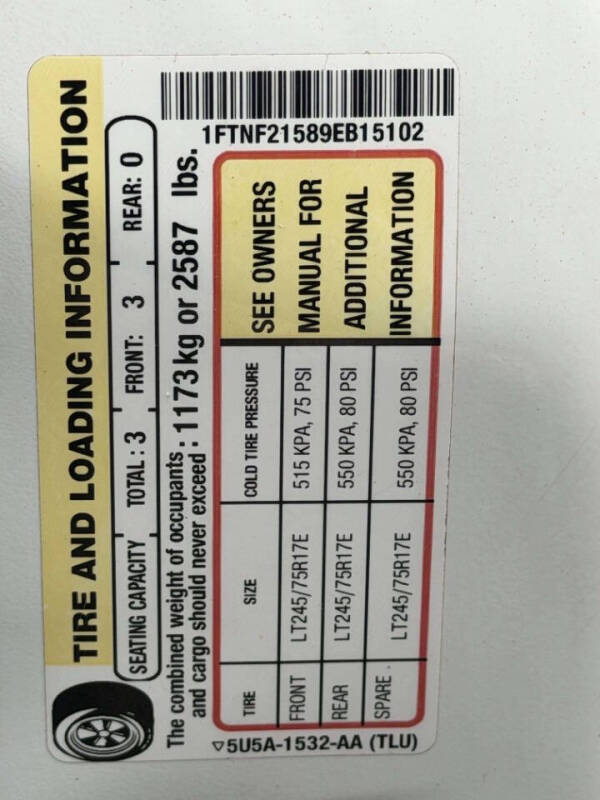 TIRE AND LOADING INFORMATION
SEATING CAPACITY TOTAL: 3 FRONT: 3 REAR: 0
The combined weight of occupants
and cargo should never exceed : 1173 kg or 2587 lbs.
1FTNF21589EB15102
TIRE SIZE COLD TIRE PRESSURE
FRONT LT245/75R17E 515 KPA, 75 PSI
REAR LT245/75R17E 550 KPA, 80 PSI
SPARE LT245/75R17E 550 KPA, 80 PSI
SEE OWNERS
MANUAL FOR
ADDITIONAL
INFORMATION
5U5A-1532-AA (TLU)